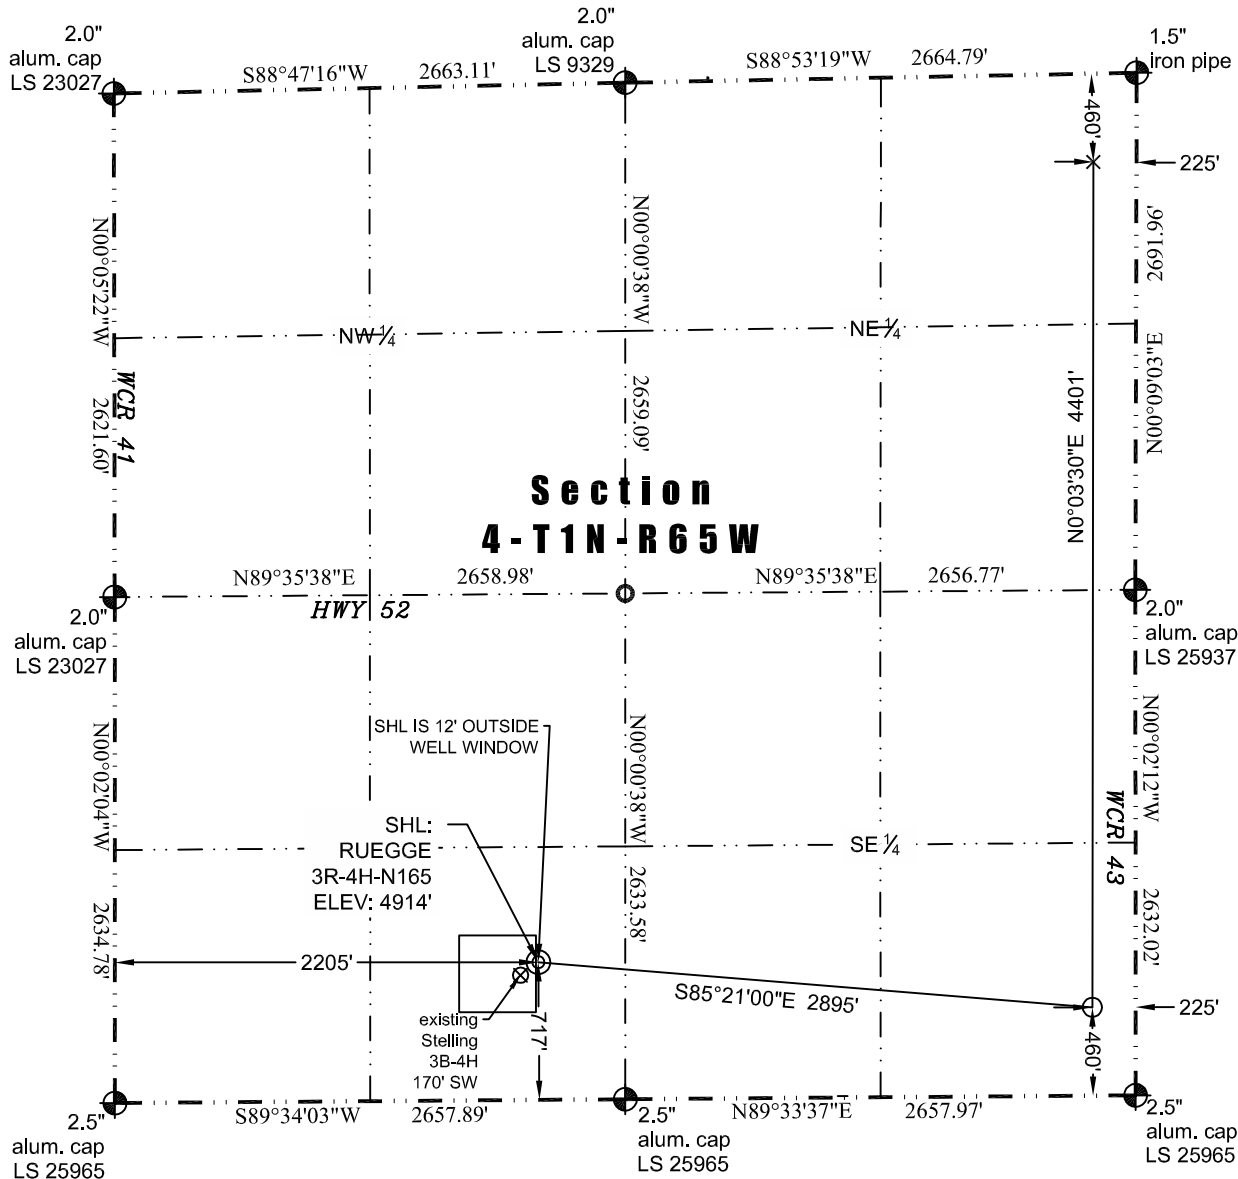 2.0"
alum. cap
LS 23027
S88°47'16"W 2663.11'
2.0"
alum. cap
LS 9329
S88°53'19"W 2664.79'
1.5"
iron pipe
460'
225'
N00°05'22"W 2621.60'
WCR 41
N00°00'38"W 2659.09'
N00°09'03"E 2691.96'
NW 1/4
NE 1/4
N0°03'30"E 4401'
Section
4-T1N-R65W
N89°35'38"E 2658.98'
N89°35'38"E 2656.77'
HWY 52
2.0"
alum. cap
LS 23027
2.0"
alum. cap
LS 25937
SHL IS 12' OUTSIDE
WELL WINDOW
N00°02'04"W 2634.78'
N00°00'38"W 2633.58'
N00°02'12"W 2632.02'
WCR 43
SHL:
RUEGGE
3R-4H-N165
ELEV: 4914'
SE 1/4
2205'
S85°21'00"E 2895'
225'
existing
Stelling
3B-4H
170' SW
717'
460'
S89°34'03"W 2657.89'
N89°33'37"E 2657.97'
2.5"
alum. cap
LS 25965
2.5"
alum. cap
LS 25965
2.5"
alum. cap
LS 25965